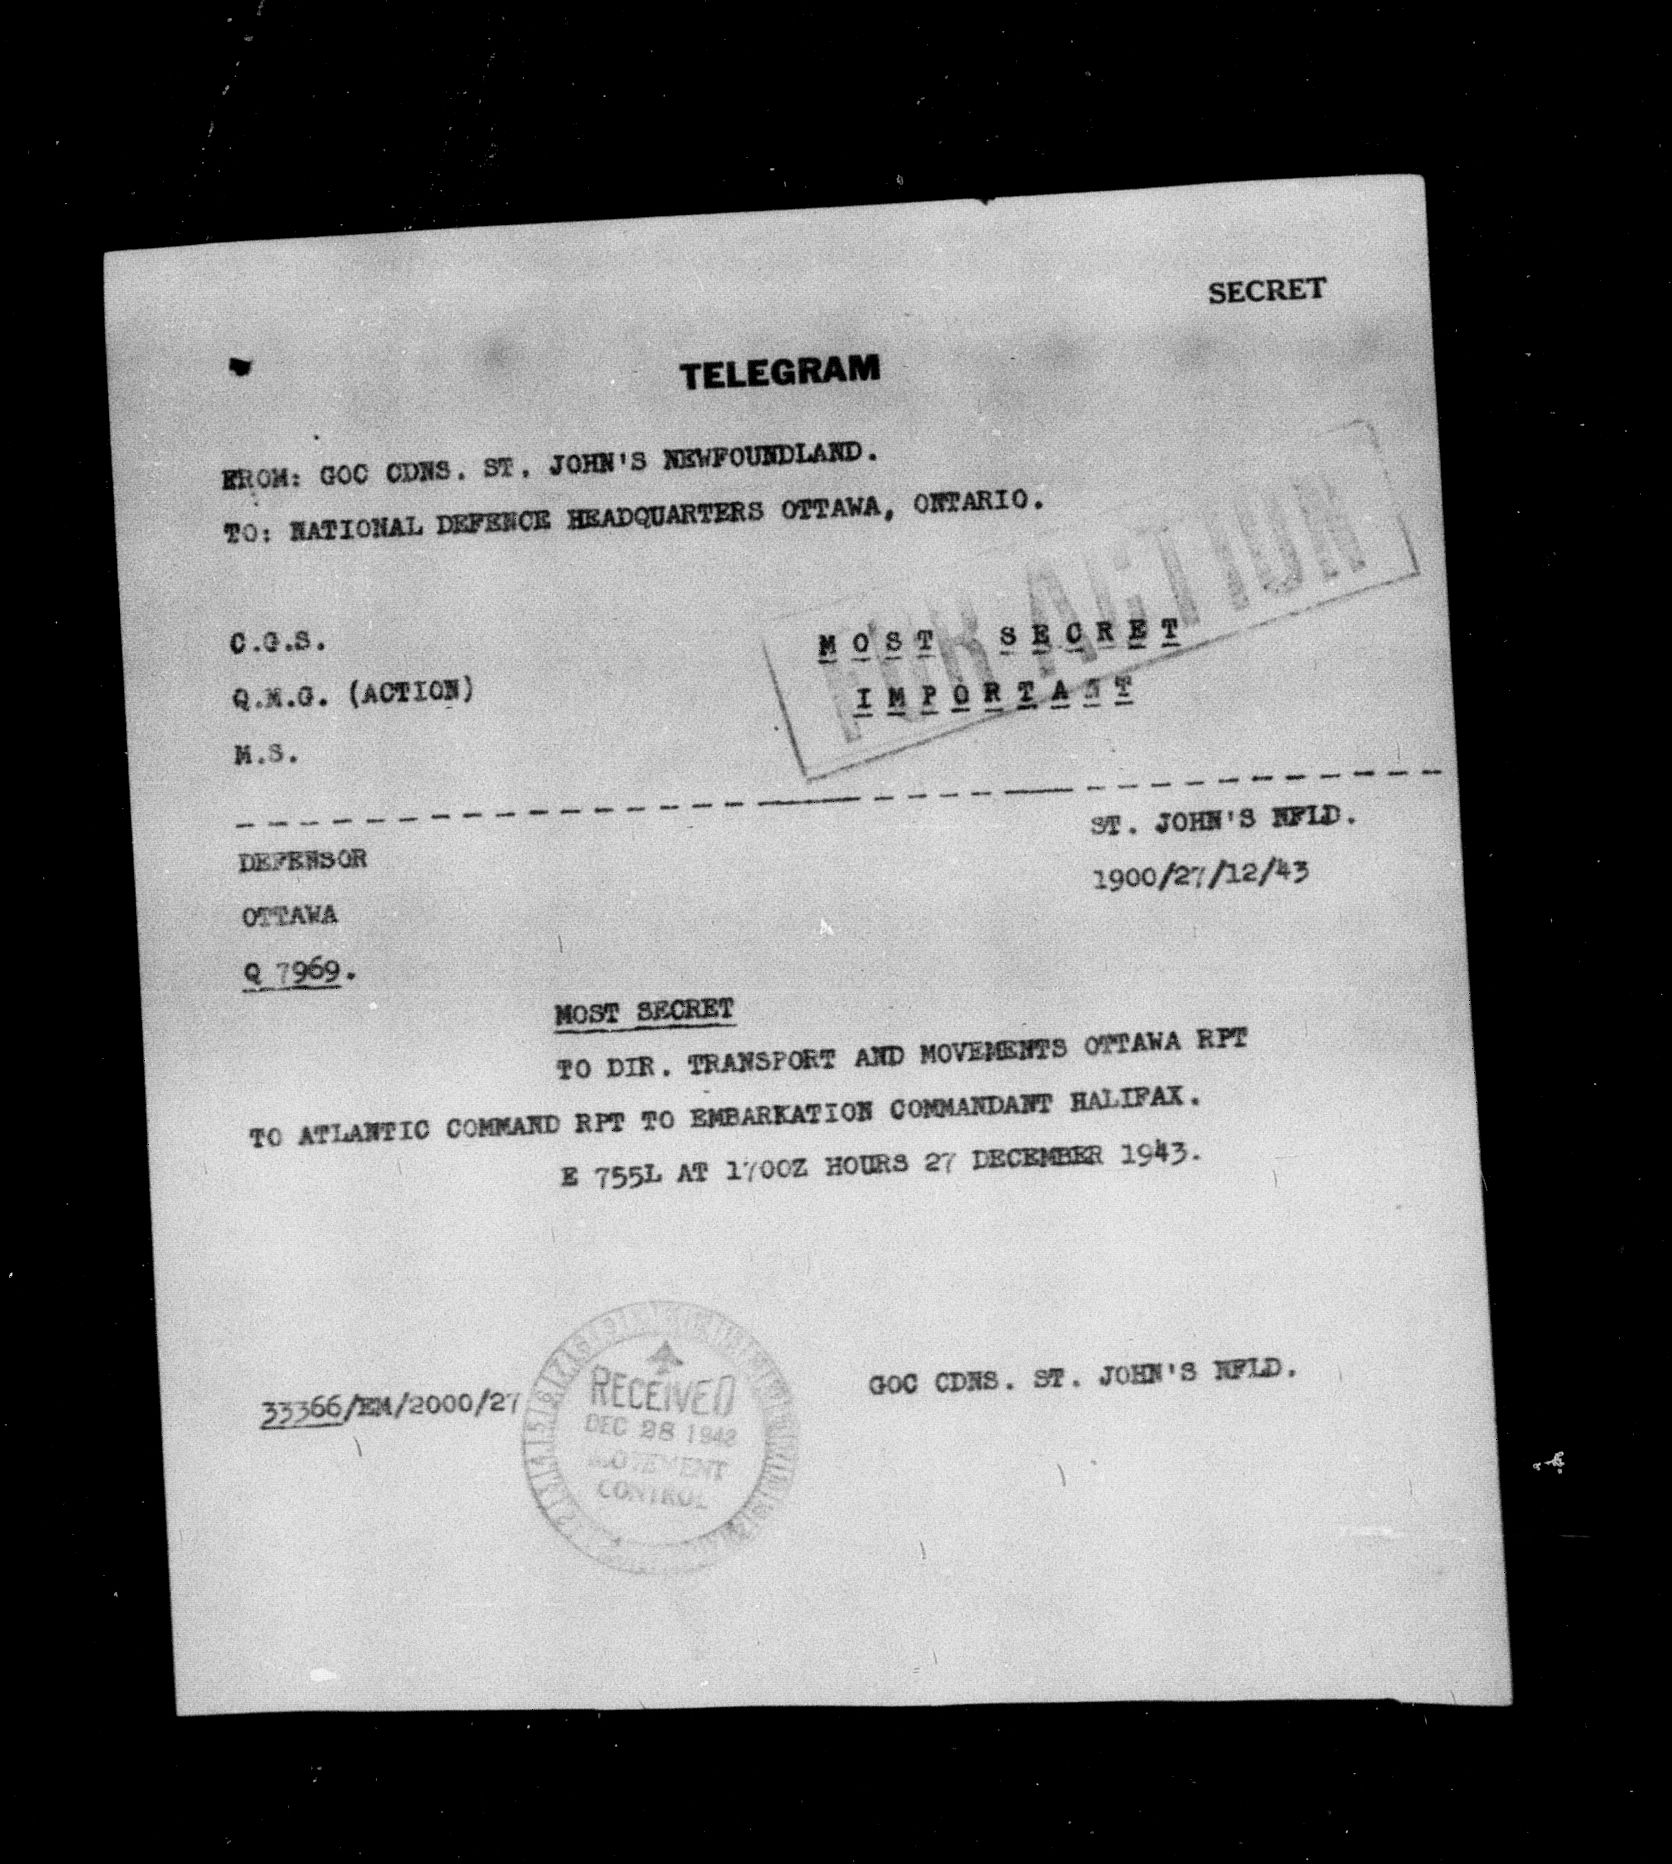 SECRET
TELEGRAM
FROM: GOC CDNS. ST. JOHN'S NEWFOUNDLAND.
TO: NATIONAL DEFENCE HEADQUARTERS OTTAWA, ONTARIO.
FOR ACTION
C.G.S.
MOST SECRET
Q.M.G. (ACTION)
IMPORTANT
M.S.
ST. JOHN'S NFLD.
DEFENSOR
1900/27/12/43
OTTAWA
Q 7969.
MOST SECRET
TO DIR. TRANSPORT AND MOVEMENTS OTTAWA RPT
TO ATLANTIC COMMAND RPT TO EMBARKATION COMMANDANT HALIFAX.
E 755L AT 1700Z HOURS 27 DECEMBER 1943.
GOC CDNS. ST. JOHN'S NFLD.
33366/EM/2000/27
RECEIVED
DEC 28 1943
MOVEMENT
CONTROL